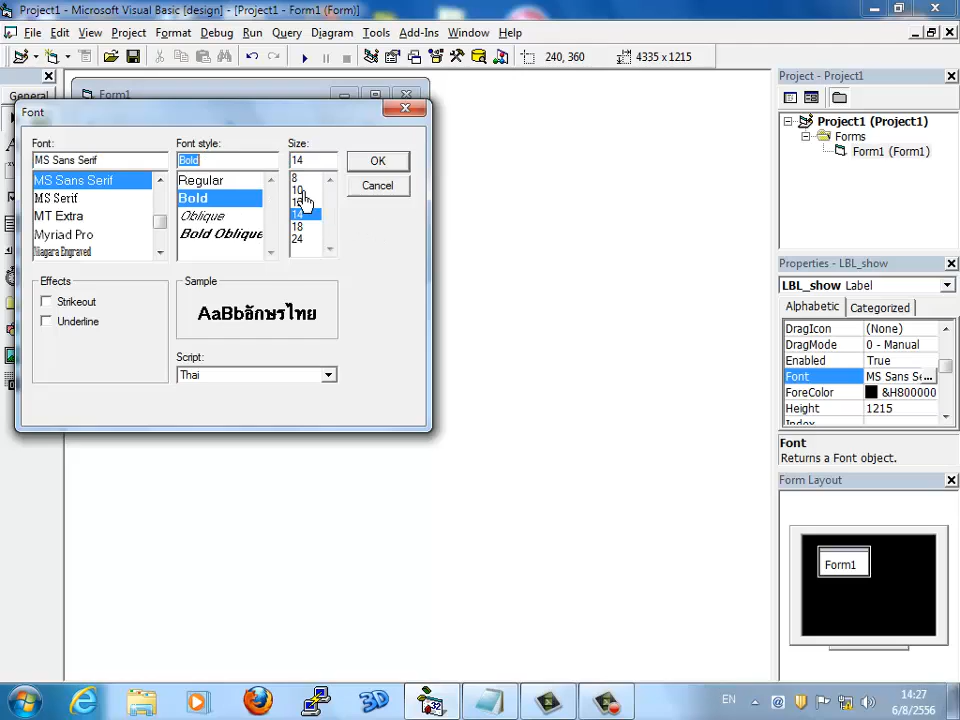 Project1 - Microsoft Visual Basic [design] - [Project1 - Form1 (Form)]
File Edit View Project Format Debug Run Query Diagram Tools Add-Ins Window Help
240, 360
4335 x 1215
General
Form1
Font
Font:
MS Sans Serif
MS Sans Serif
MS Serif
MT Extra
Myriad Pro
Niagara Engraved
Font style:
Bold
Regular
Bold
Oblique
Bold Oblique
Size:
14
8
10
14
18
24
OK
Cancel
Effects
Strikeout
Underline
Sample
AaBbอักษรไทย
Script:
Thai
Project - Project1
Project1 (Project1)
Forms
Form1 (Form1)
Properties - LBL_show
LBL_show Label
Alphabetic Categorized
DragIcon (None)
DragMode 0 - Manual
Enabled True
Font MS Sans Se ...
ForeColor &H800000
Height 1215
Font
Returns a Font object.
Form Layout
Form1
32
3D
EN
14:27
6/8/2556